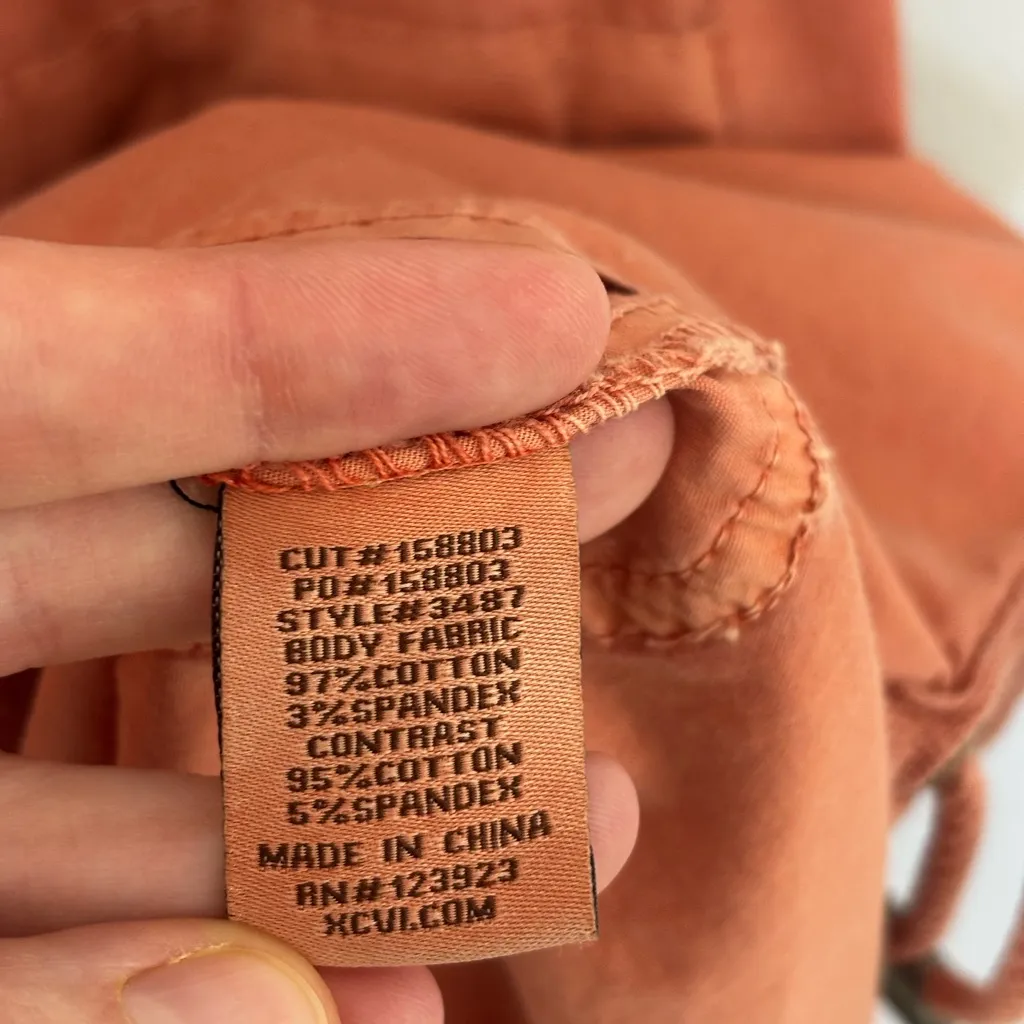 CUT#158803
PO#158803
STYLE#3487
BODY FABRIC
97%COTTON
3%SPANDEX
CONTRAST
95%COTTON
5%SPANDEX
MADE IN CHINA
RN#123923
XCVI.COM